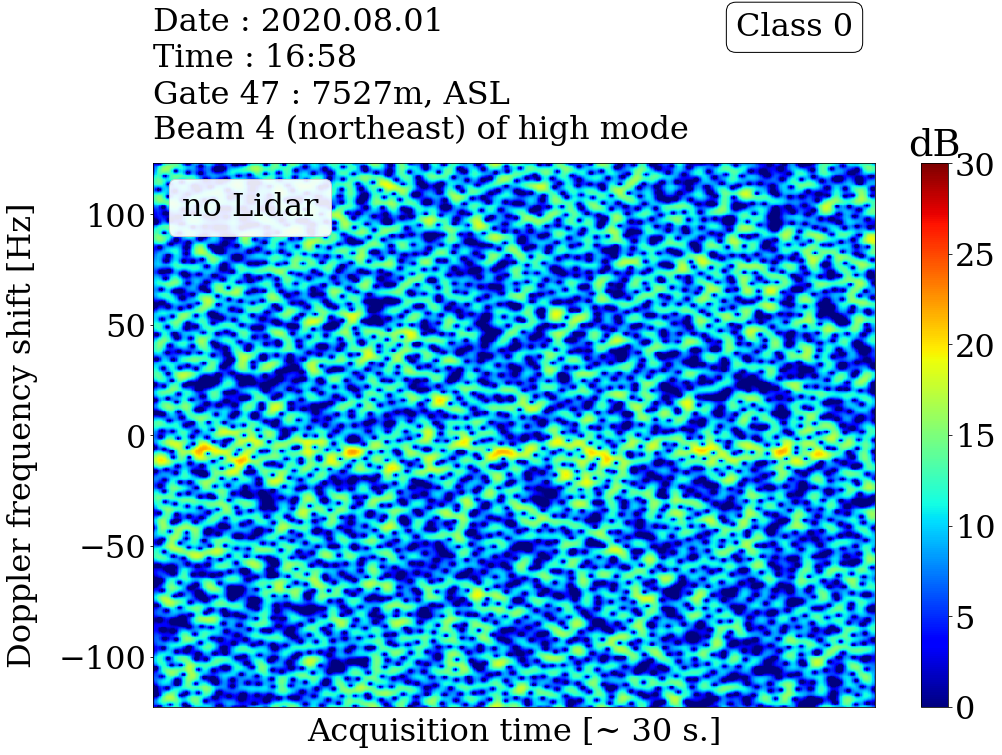 Date : 2020.08.01
Time : 16:58
Gate 47 : 7527m, ASL
Beam 4 (northeast) of high mode
Class 0
dB
no Lidar
Doppler frequency shift [Hz]
100
50
0
−50
−100
30
25
20
15
10
5
0
Acquisition time [~ 30 s.]